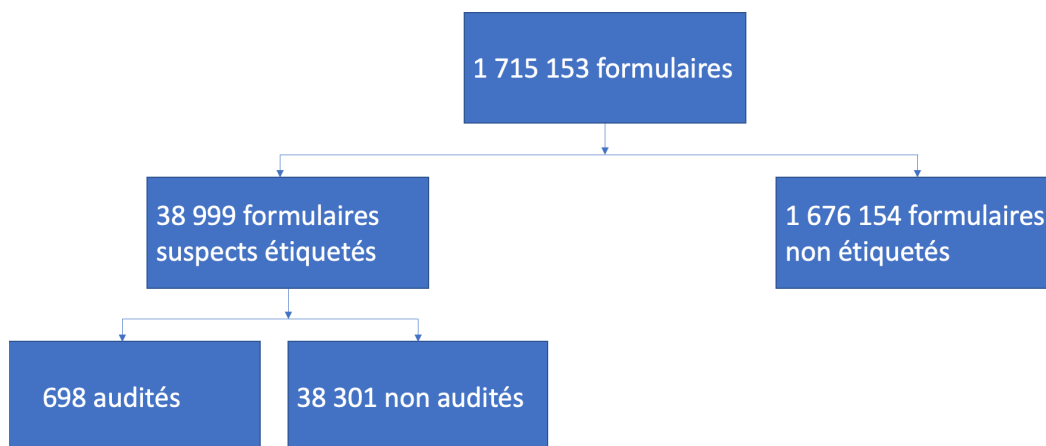 1 715 153 formulaires
38 999 formulaires
suspects étiquetés
1 676 154 formulaires
non étiquetés
698 audités
38 301 non audités